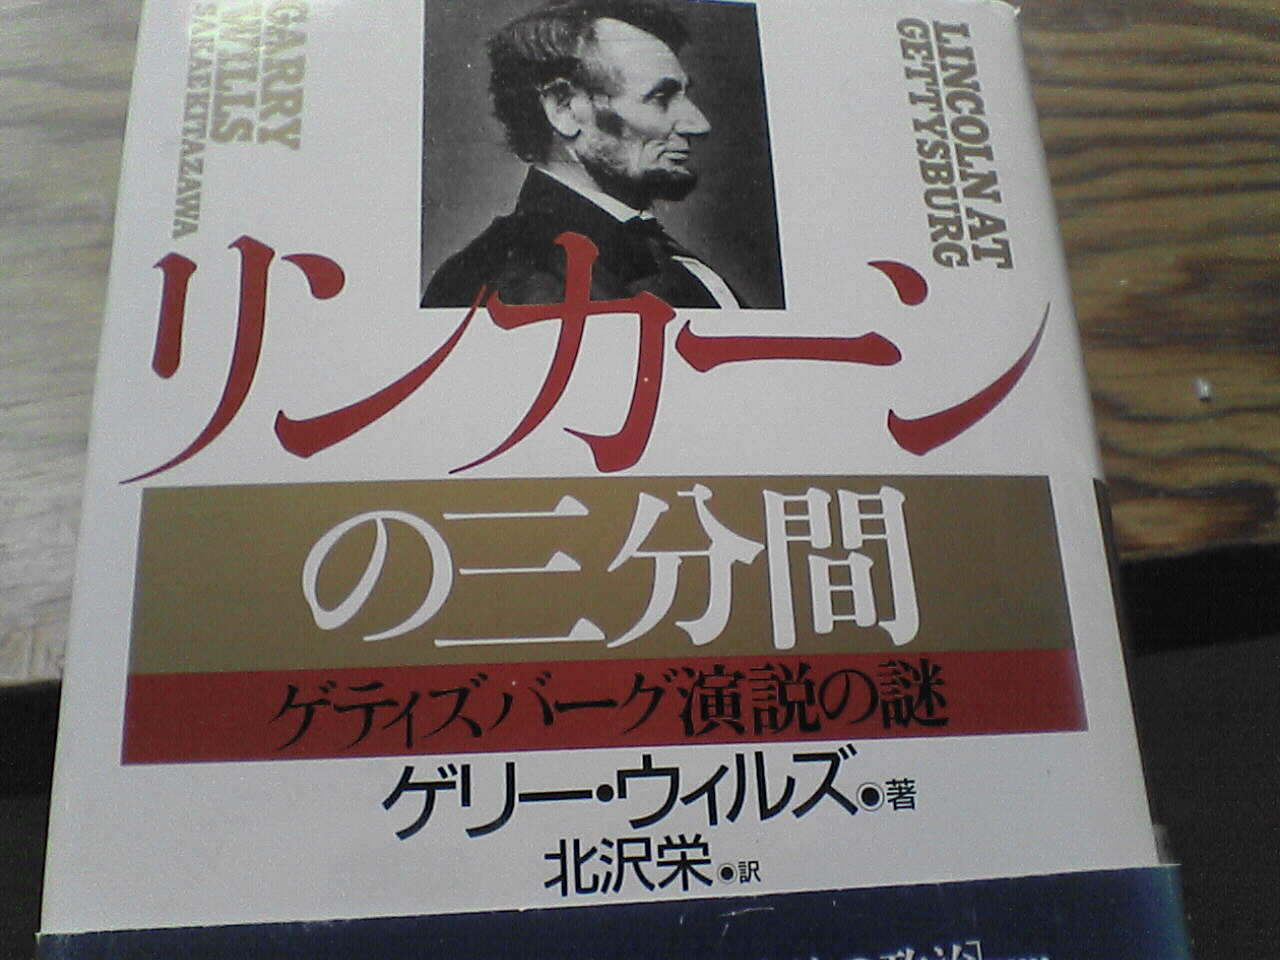 GARRY
WILLS
SAKAE KITAZAWA
LINCOLN AT
GETTYSBURG
リンカーン
の三分間
ゲティズバーグ演説の謎
ゲリー・ウィルズ◉著
北沢栄◉訳